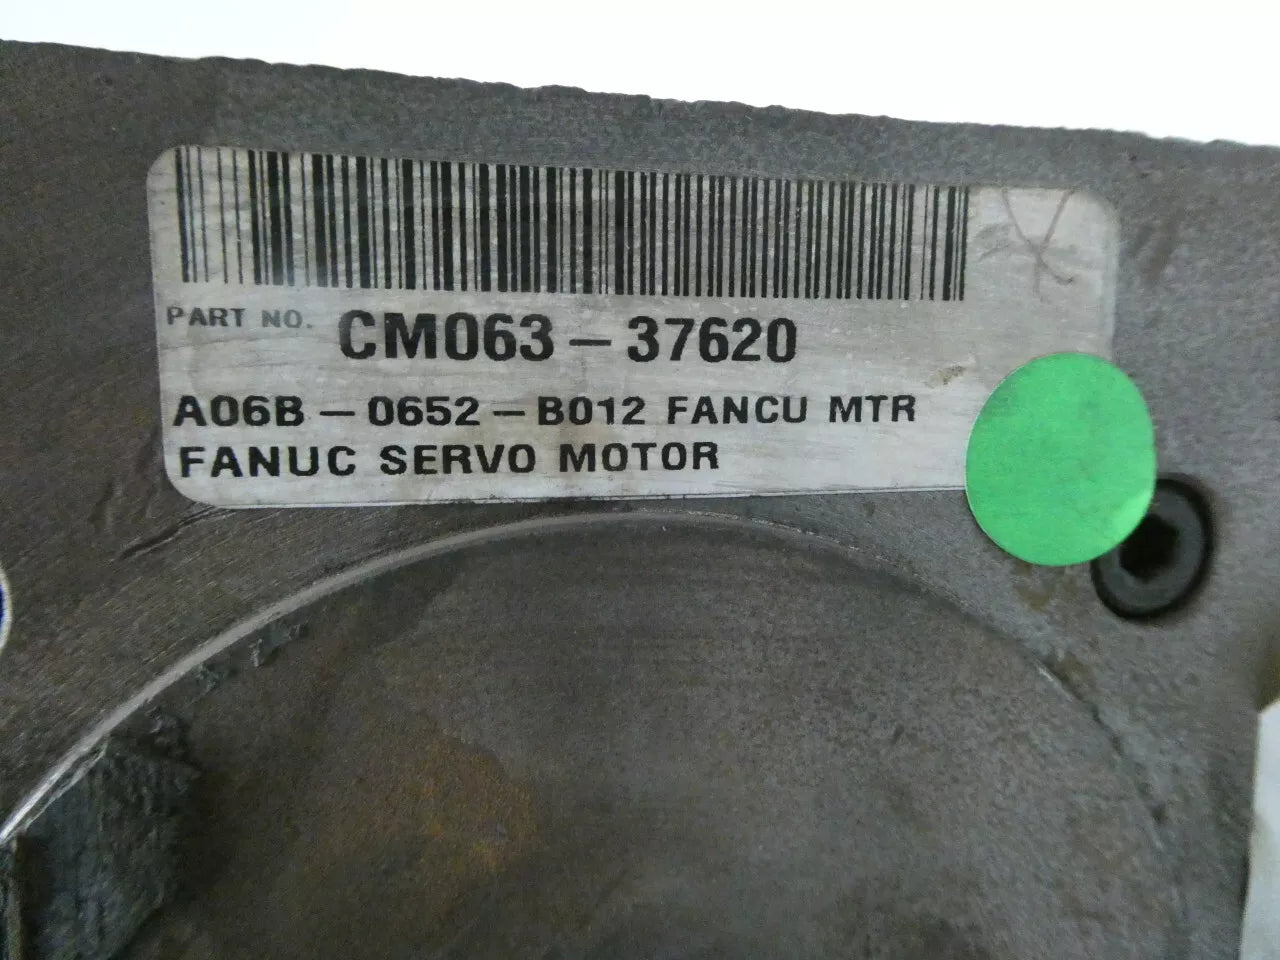 PART NO. CM063-37620
A06B-0652-B012 FANCU MTR
FANUC SERVO MOTOR